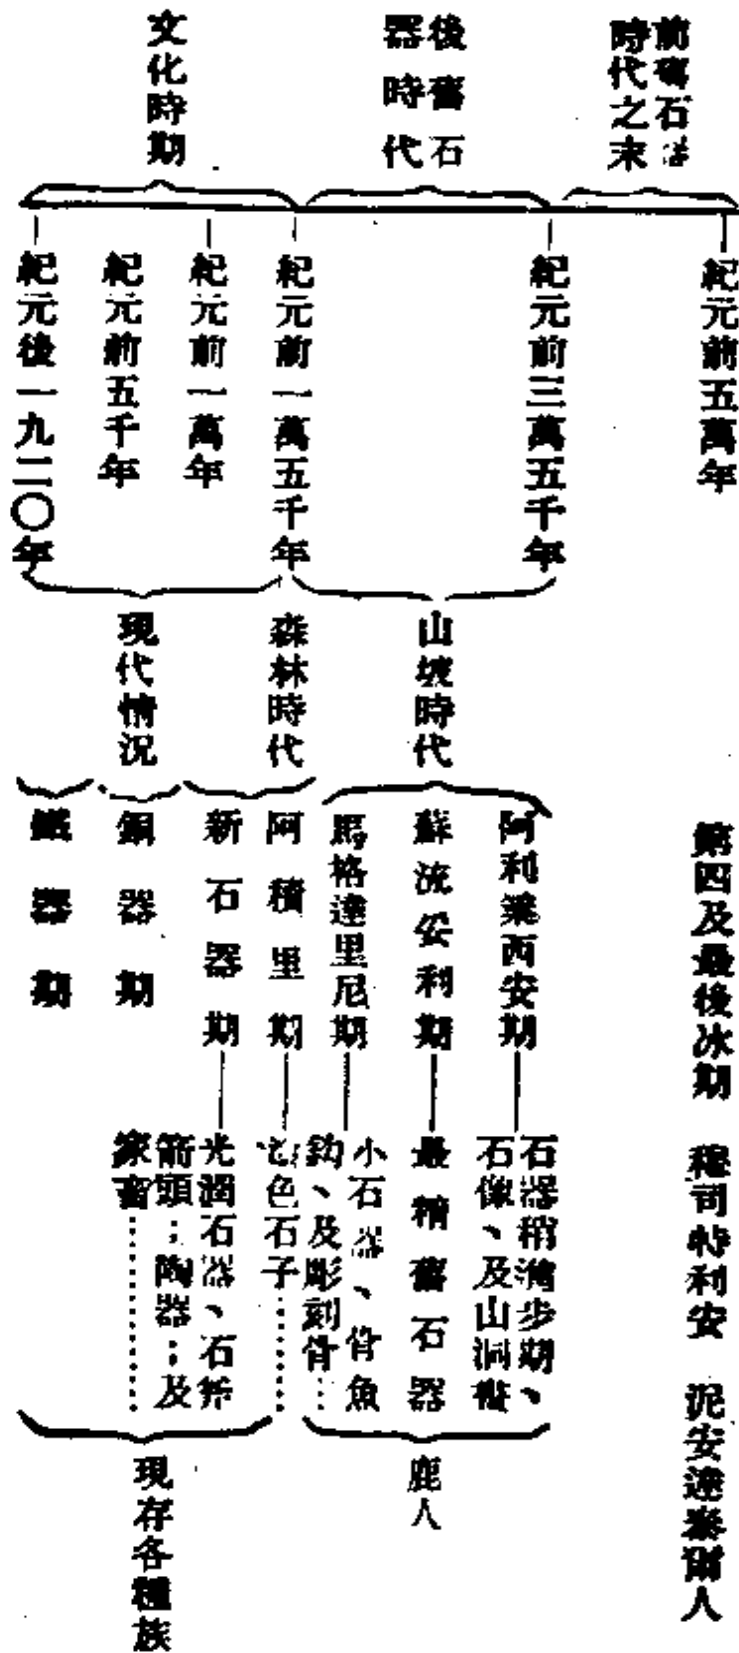 前舊石器
時代之末
後舊石
器時代
文化時期
紀元前五萬年
紀元前三萬五千年
紀元前一萬五千年
紀元前一萬年
紀元前五千年
紀元後一九二〇年
山坡時代
森林時代
現代情況
第四及最後冰期 穆司特利安 泥安達泰爾人
阿利業西安期
蘇流妥利期
馬格達里尼期
阿積里期
新石器期
銅器期
鐵器期
石器稍進步期、
石像、及山洞
最精舊石器
小石器、骨魚
鈎、及彫刻骨…
色石子……
光潤石器、石斧
箭頭；陶器；及
家畜………
鹿人
現存各種族